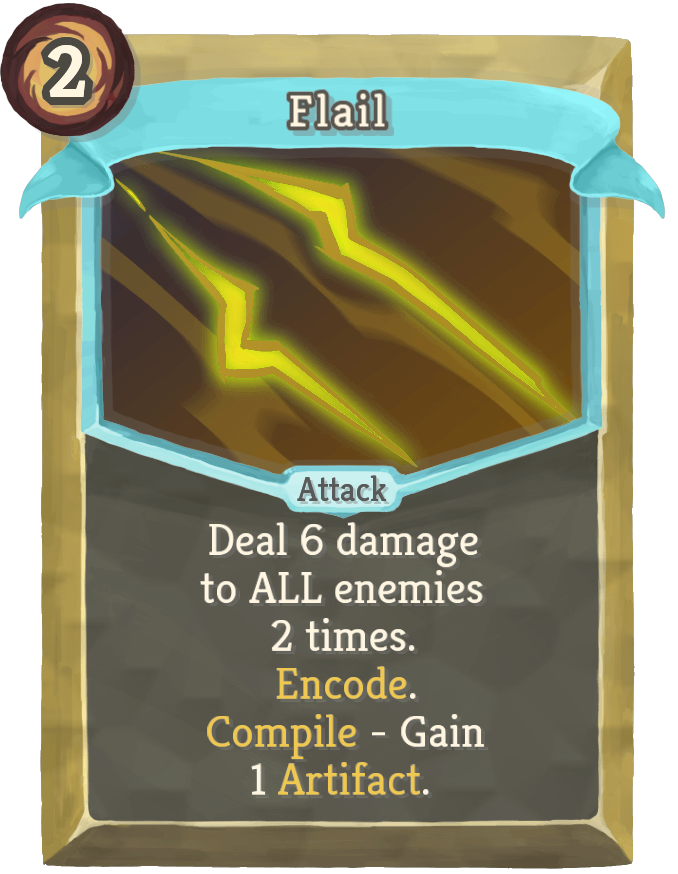 2
Flail
Attack
Deal 6 damage
to ALL enemies
2 times.
Encode.
Compile - Gain
1 Artifact.